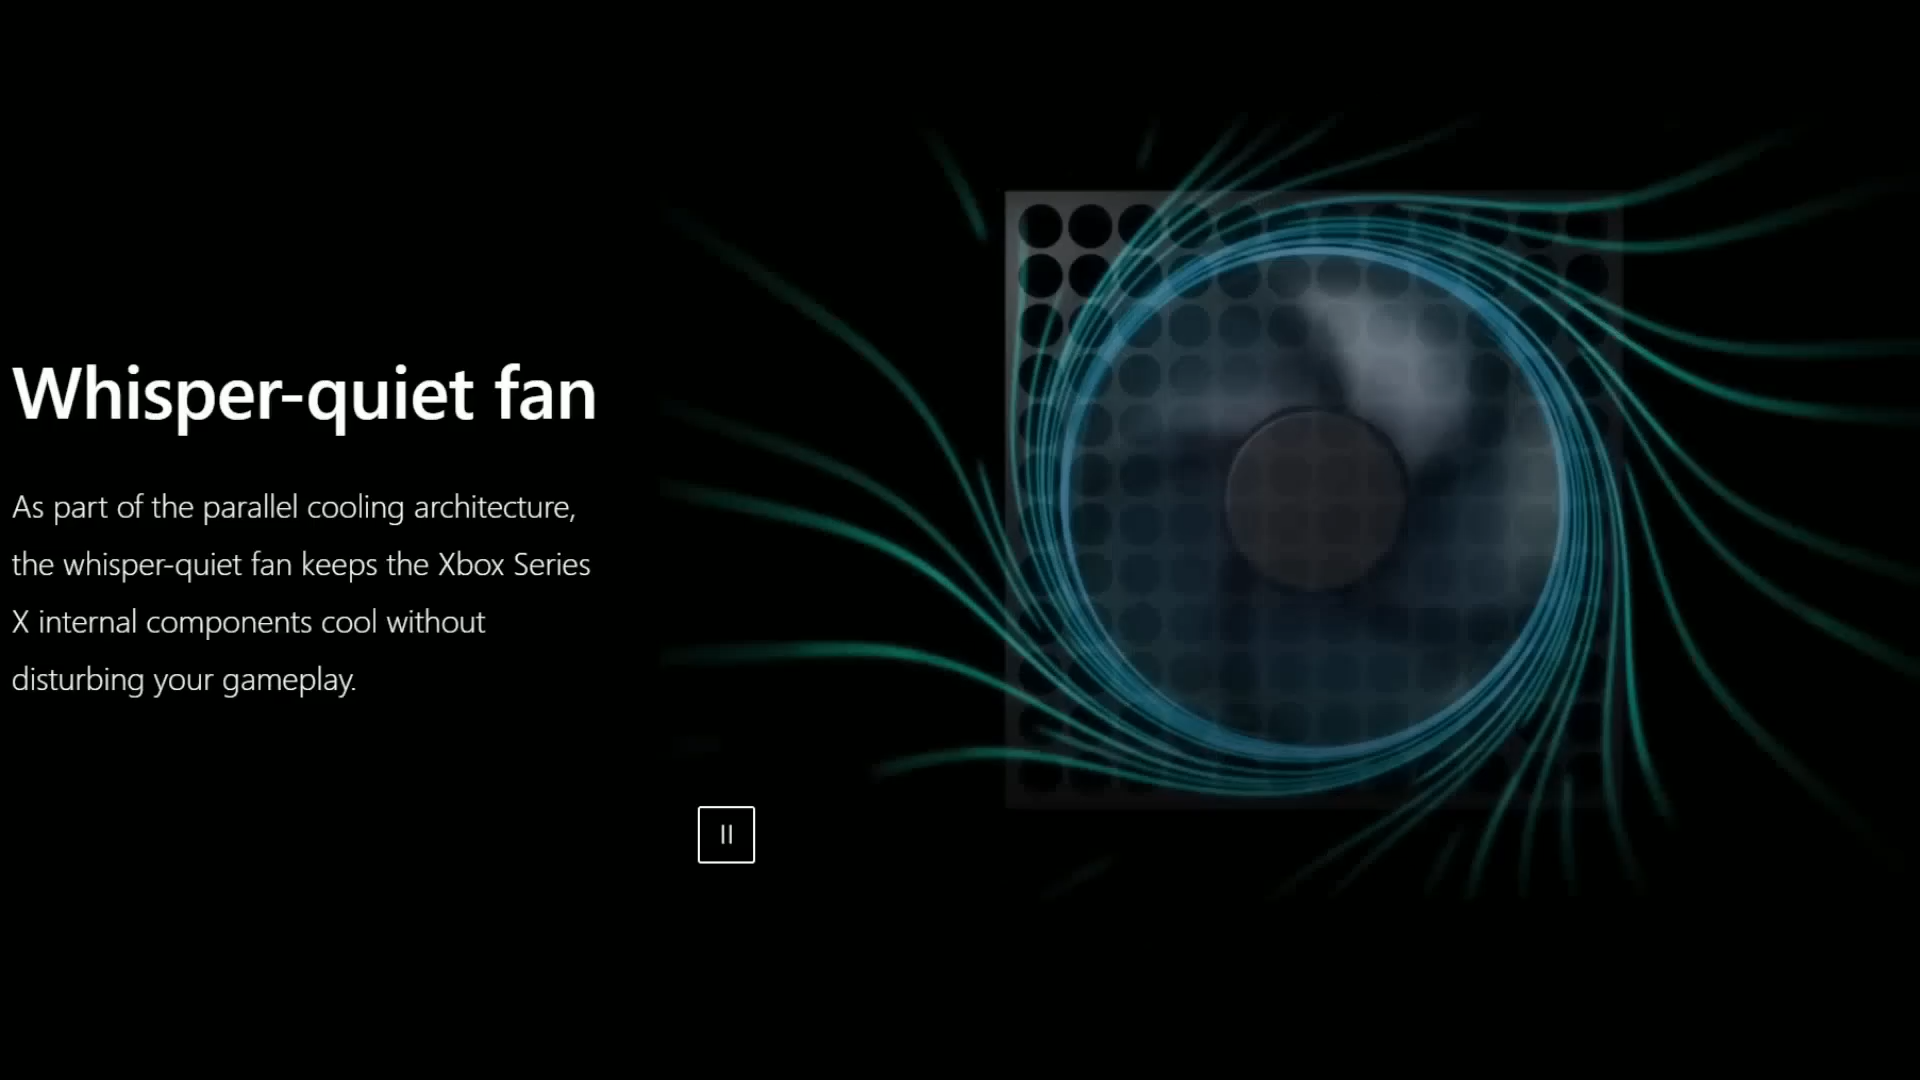 Whisper-quiet fan
As part of the parallel cooling architecture,
the whisper-quiet fan keeps the Xbox Series
X internal components cool without
disturbing your gameplay.